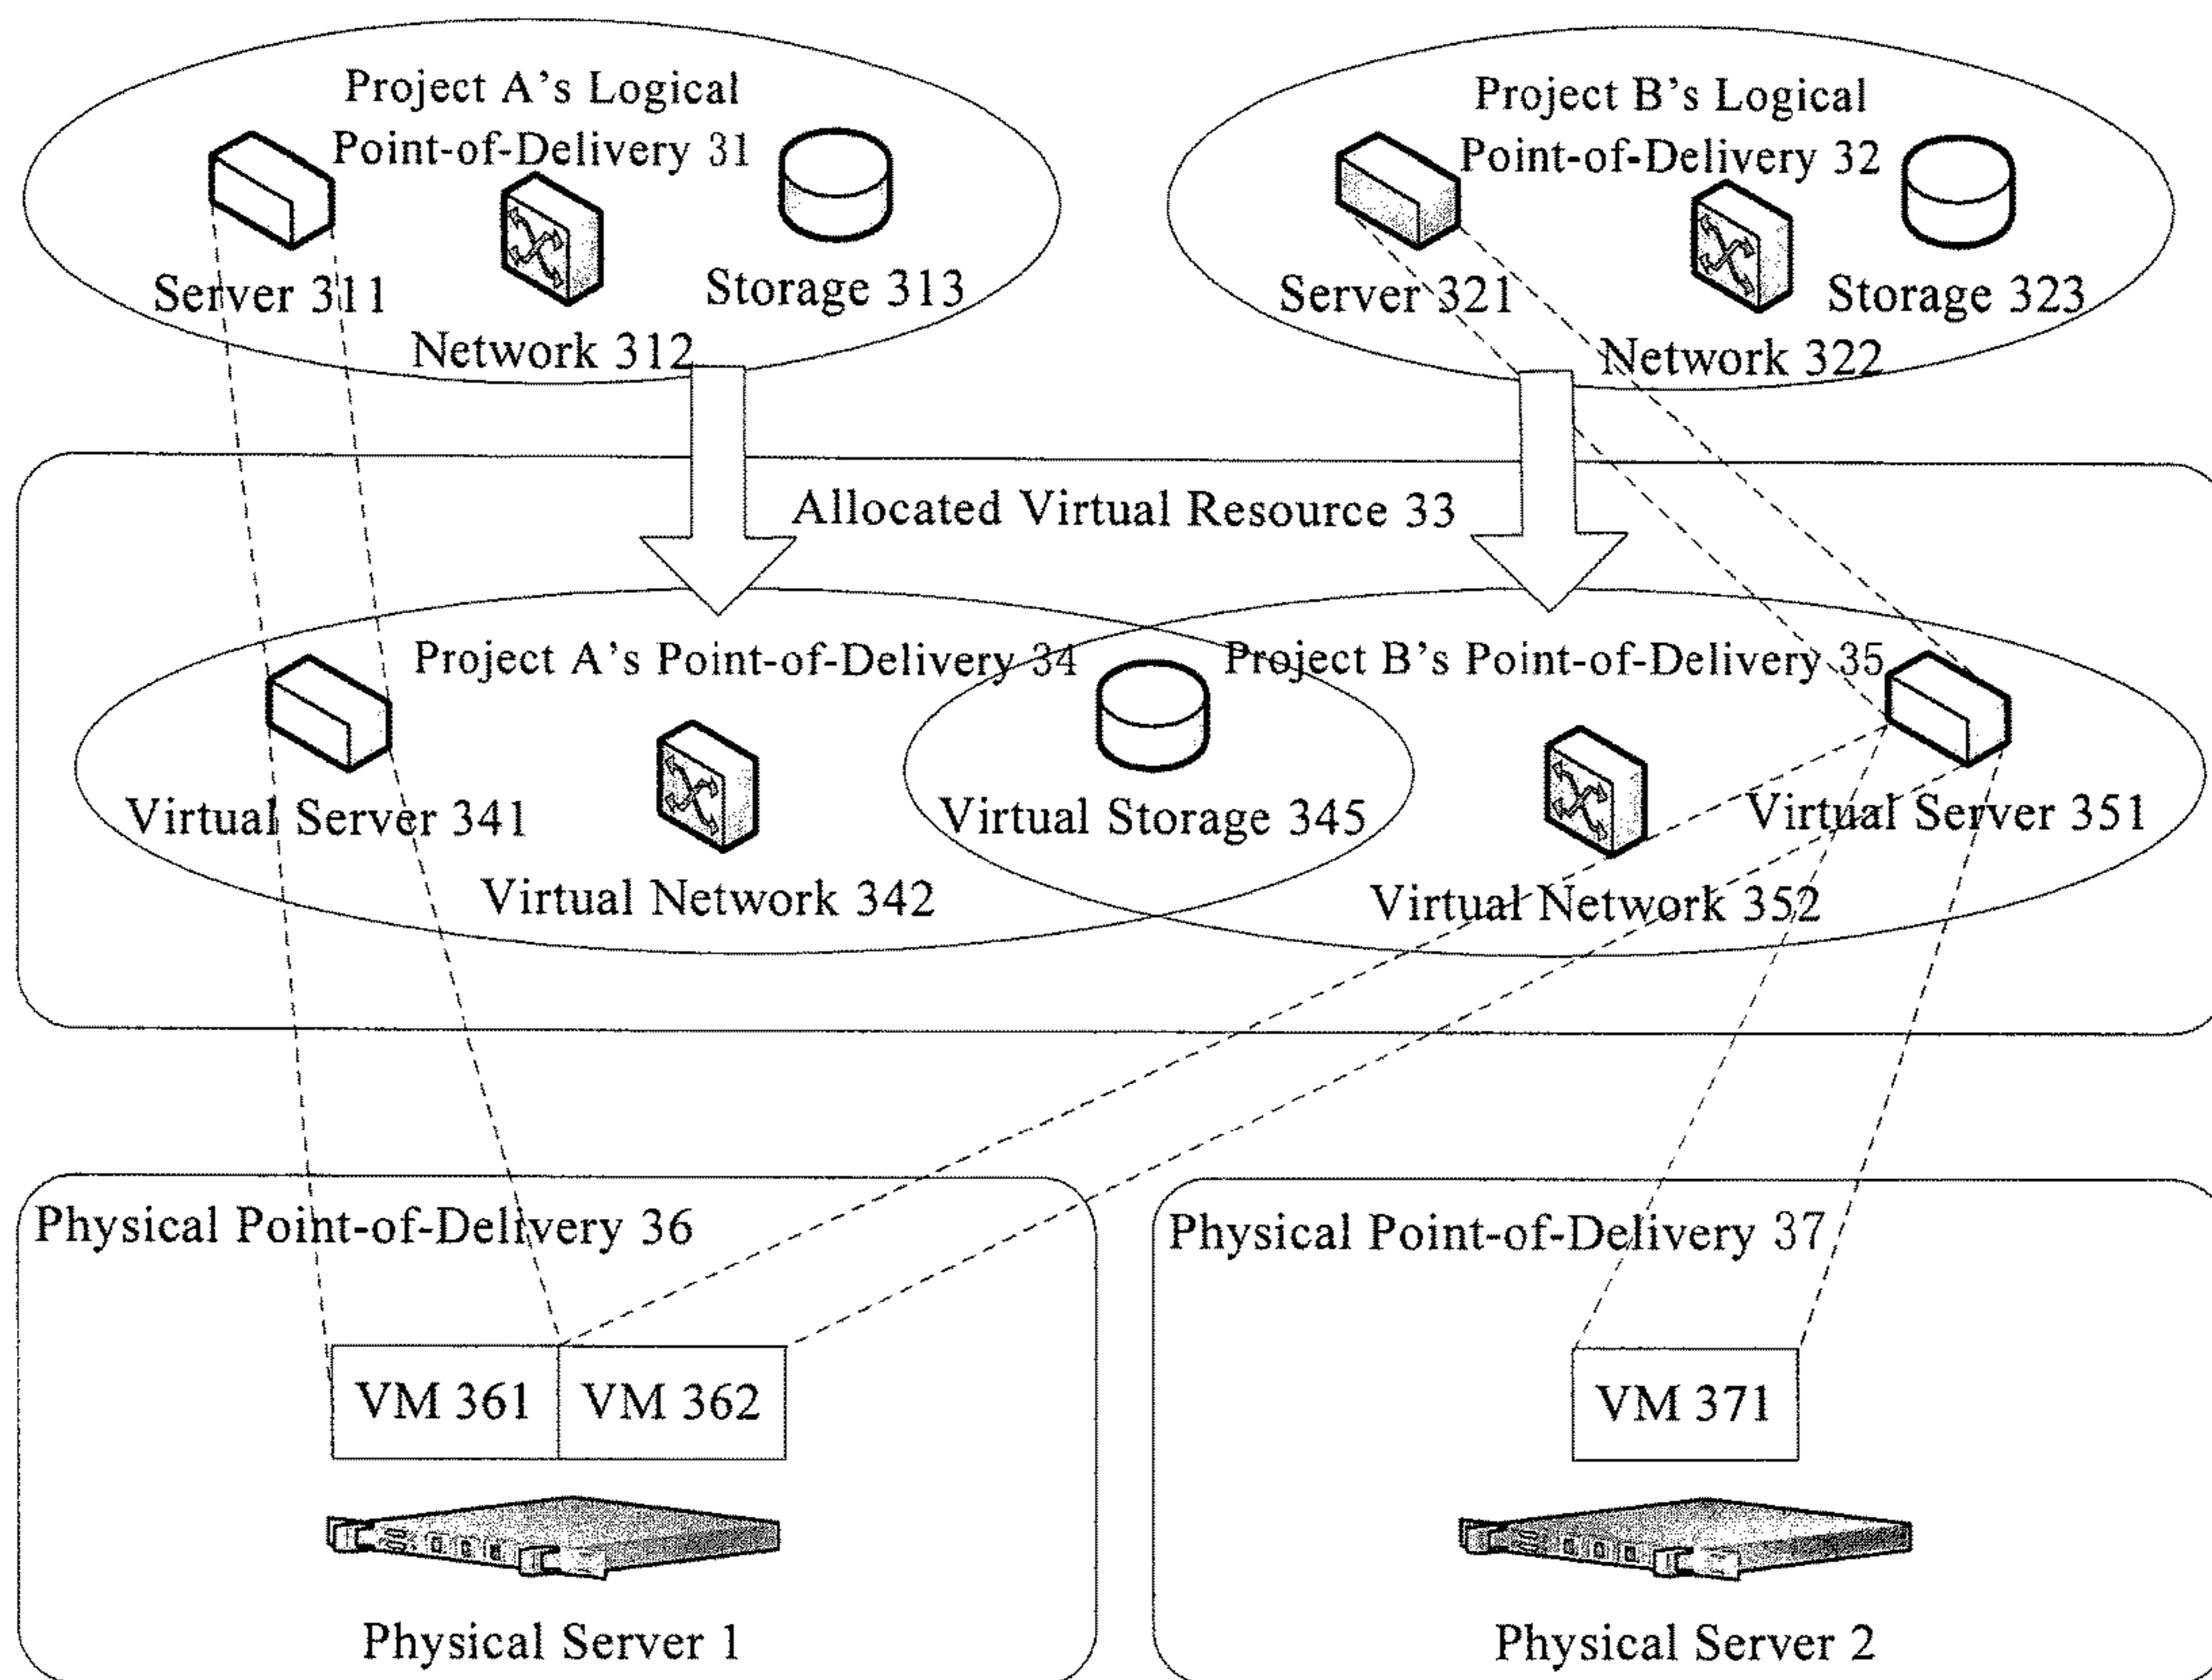 Project A's Logical
Point-of-Delivery 31
Server 311
Network 312
Storage 313
Project B's Logical
Point-of-Delivery 32
Server 321
Network 322
Storage 323
Allocated Virtual Resource 33
Project A's Point-of-Delivery 34
Project B's Point-of-Delivery 35
Virtual Server 341
Virtual Network 342
Virtual Storage 345
Virtual Network 352
Virtual Server 351
Physical Point-of-Delivery 36
VM 361
VM 362
Physical Server 1
Physical Point-of-Delivery 37
VM 371
Physical Server 2